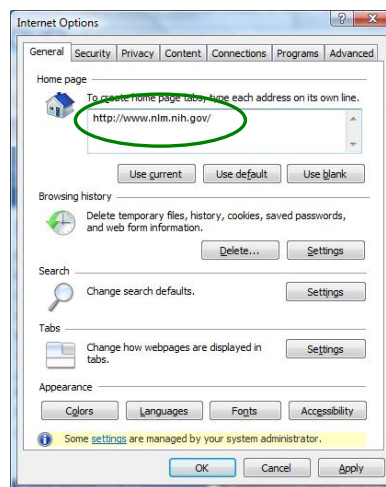 Internet Options
General Security Privacy Content Connections Programs Advanced
Home page
To create home page tabs, type each address on its own line.
http://www.nlm.nih.gov/
Use current Use default Use blank
Browsing history
Delete temporary files, history, cookies, saved passwords,
and web form information.
Delete... Settings
Search
Change search defaults. Settings
Tabs
Change how webpages are displayed in
tabs. Settings
Appearance
Colors Languages Fonts Accessibility
Some settings are managed by your system administrator.
OK Cancel Apply